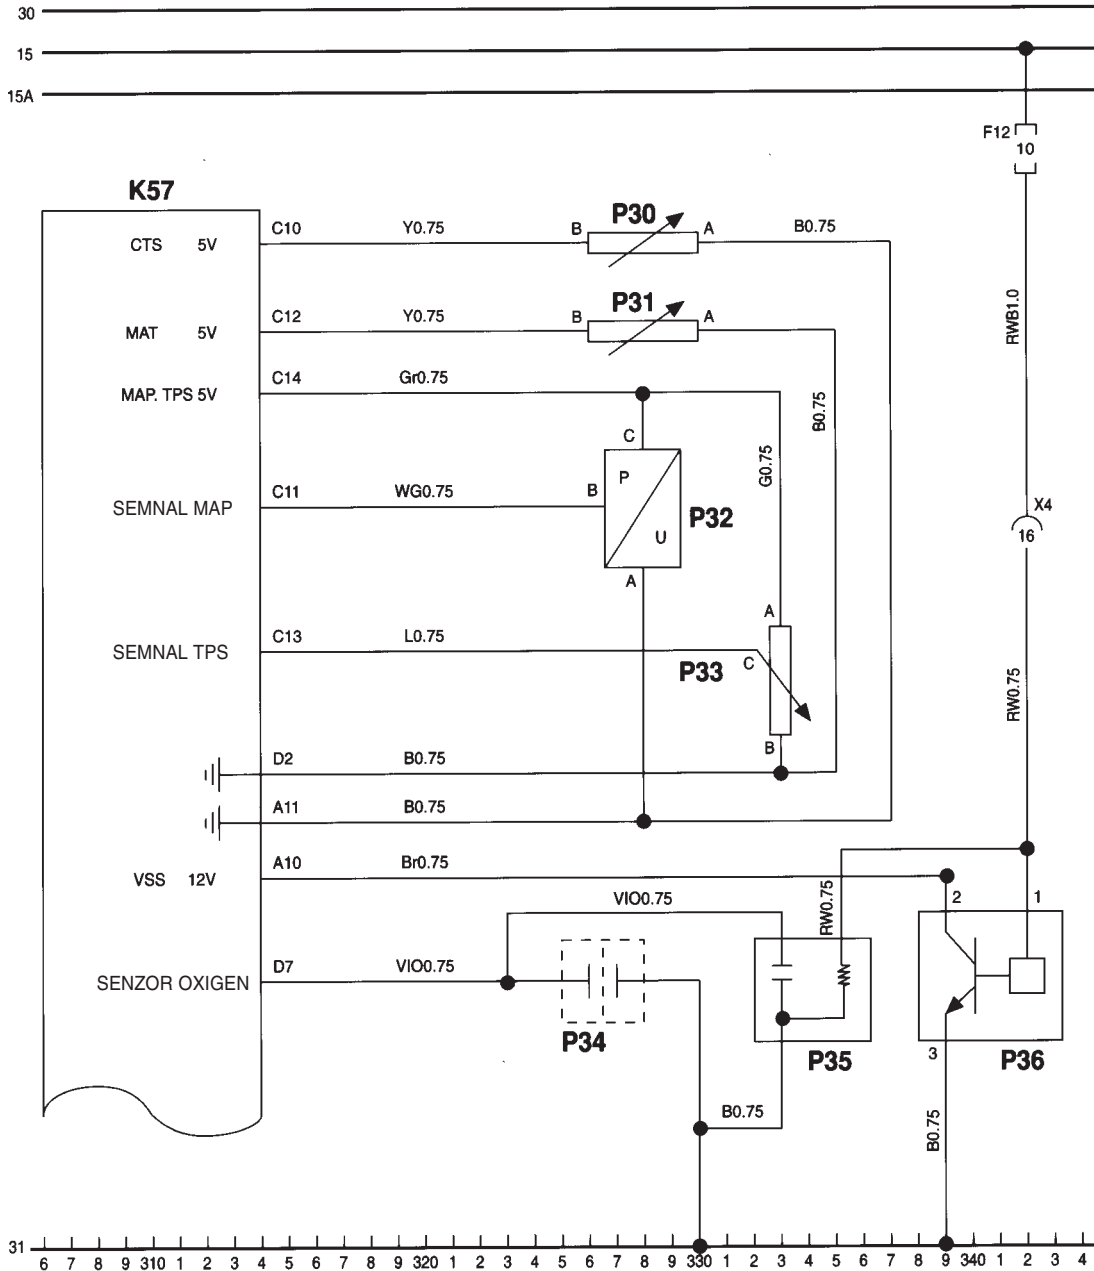 30
15
15A
F12
10
K57
CTS 5V
C10
Y0.75
B
P30
A
B0.75
MAT 5V
C12
Y0.75
B
P31
A
RWB1.0
MAP. TPS 5V
C14
Gr0.75
B0.75
C
G0.75
P
SEMNAL MAP
C11
WG0.75
B
P32
U
X4
16
A
A
SEMNAL TPS
C13
L0.75
P33
C
RW0.75
B
D2
B0.75
A11
B0.75
VSS 12V
A10
Br0.75
2
1
VIO0.75
RW0.75
SENZOR OXIGEN
D7
VIO0.75
P34
P35
3
P36
B0.75
B0.75
31
6 7 8 9 310 1 2 3 4 5 6 7 8 9 320 1 2 3 4 5 6 7 8 9 330 1 2 3 4 5 6 7 8 9 340 1 2 3 4